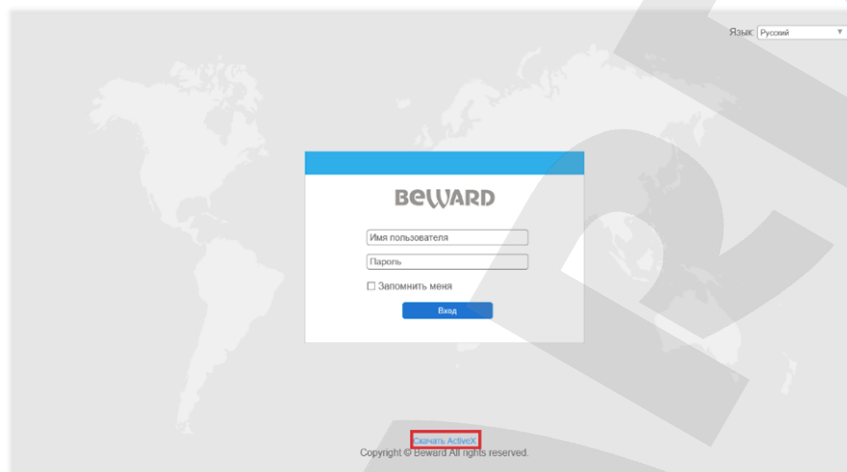 Язык: Русский
BEWARD
Имя пользователя
Пароль
Запомнить меня
Вход
Скачать ActiveX
Copyright © Beward All rights reserved.